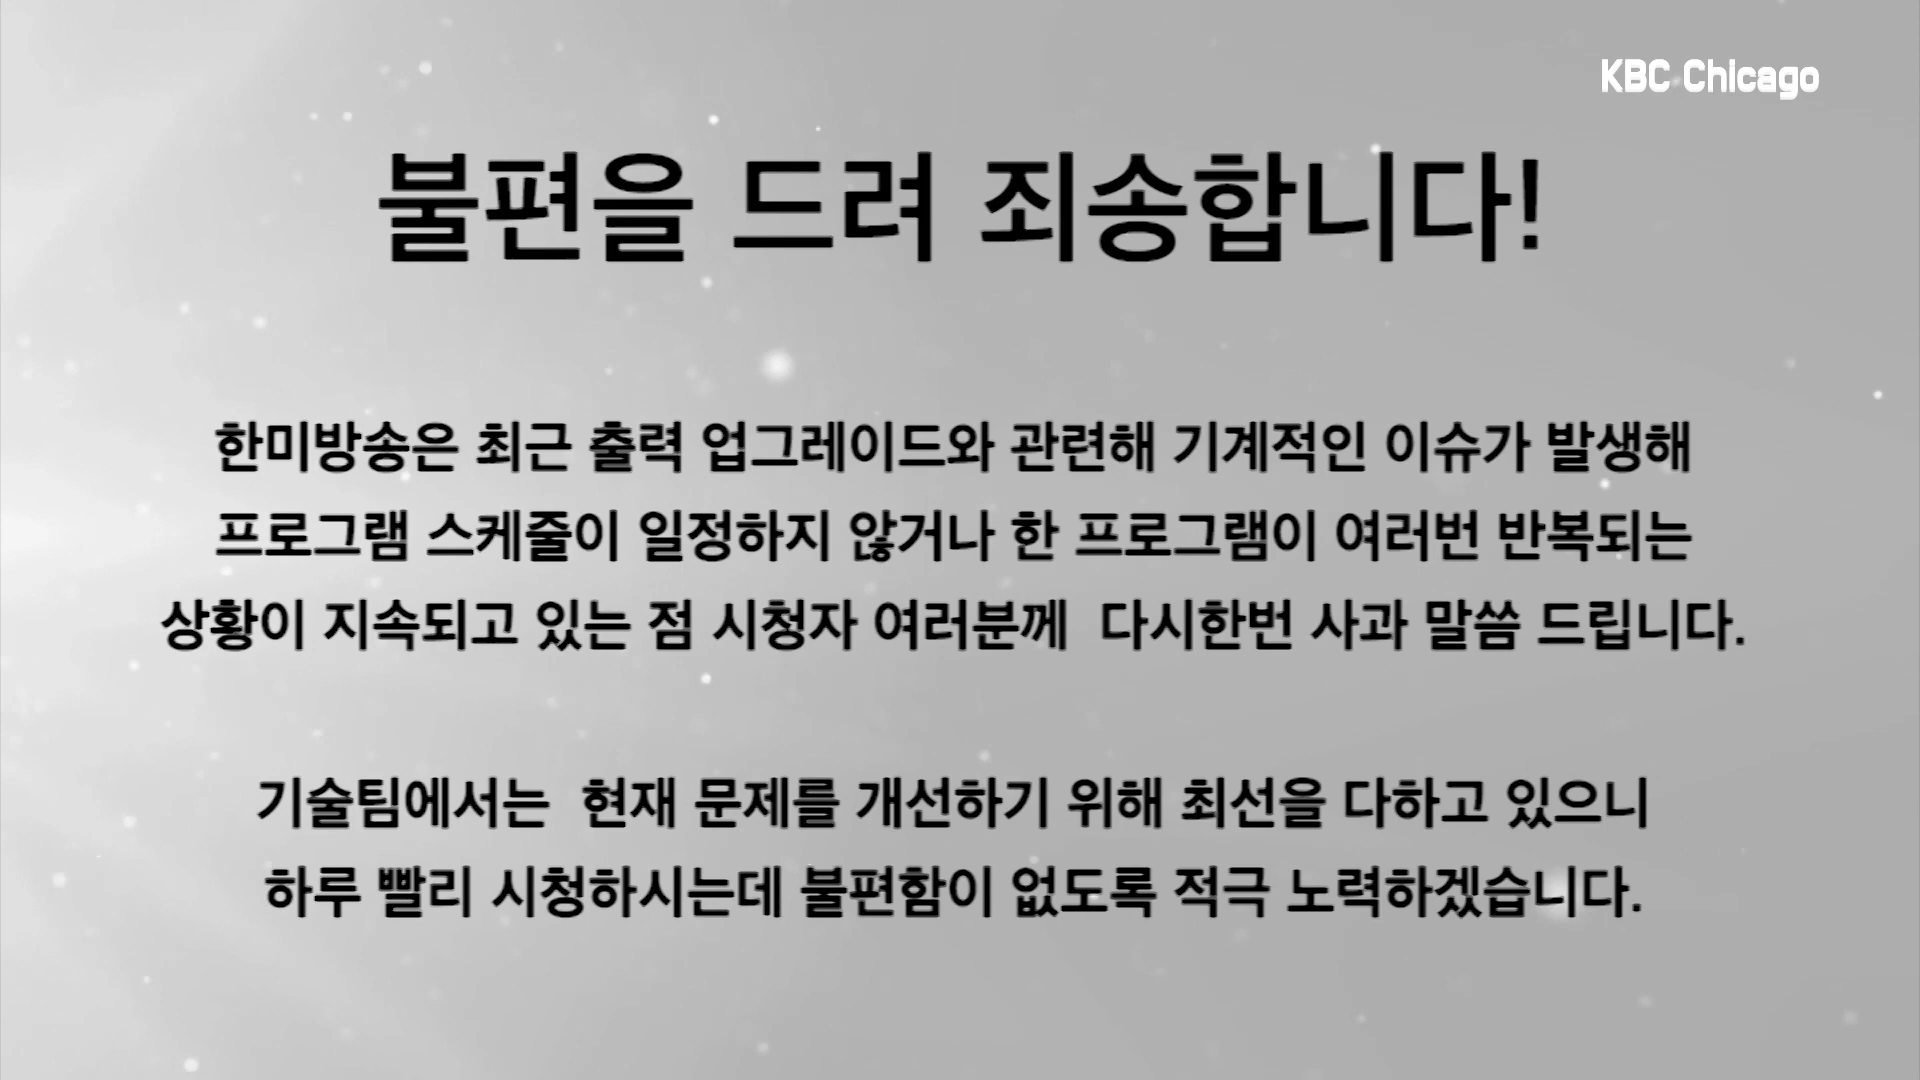 KBC Chicago
불편을 드려 죄송합니다!
한미방송은 최근 출력 업그레이드와 관련해 기계적인 이슈가 발생해
프로그램 스케줄이 일정하지 않거나 한 프로그램이 여러번 반복되는
상황이 지속되고 있는 점 시청자 여러분께 다시한번 사과 말씀 드립니다.
기술팀에서는 현재 문제를 개선하기 위해 최선을 다하고 있으니
하루 빨리 시청하시는데 불편함이 없도록 적극 노력하겠습니다.